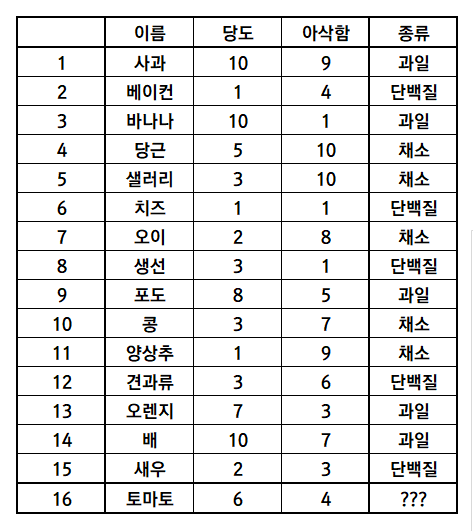 이름 당도 아삭함 종류
1 사과 10 9 과일
2 베이컨 1 4 단백질
3 바나나 10 1 과일
4 당근 5 10 채소
5 샐러리 3 10 채소
6 치즈 1 1 단백질
7 오이 2 8 채소
8 생선 3 1 단백질
9 포도 8 5 과일
10 콩 3 7 채소
11 양상추 1 9 채소
12 견과류 3 6 단백질
13 오렌지 7 3 과일
14 배 10 7 과일
15 새우 2 3 단백질
16 토마토 6 4 ???